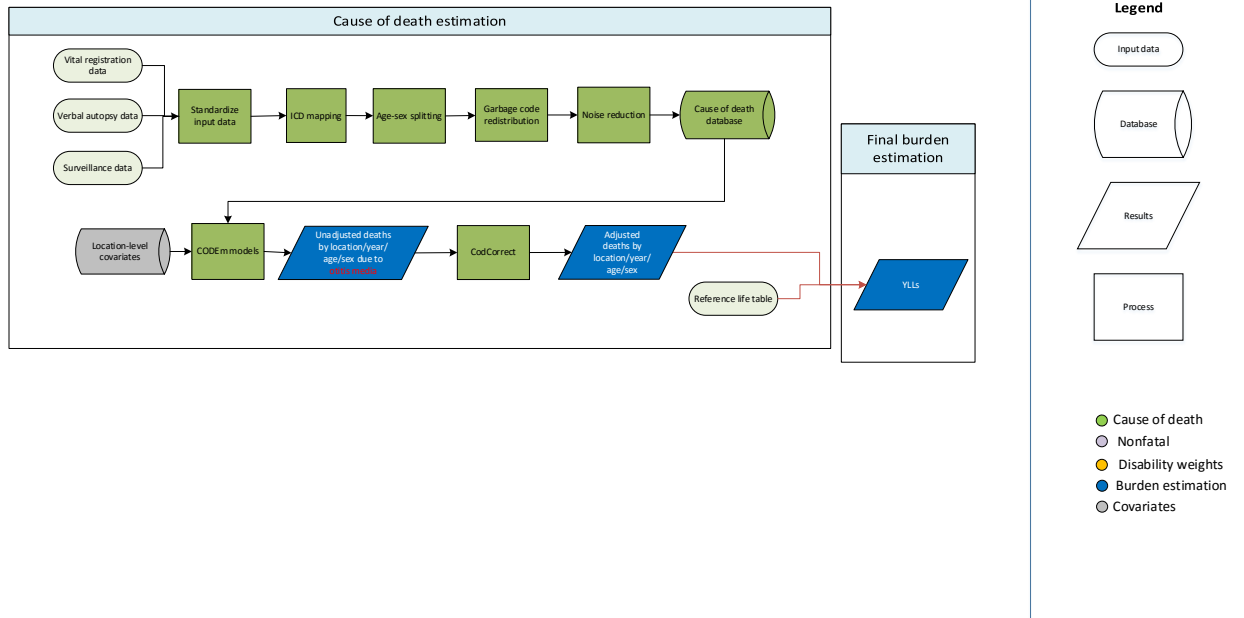 Cause of death estimation
Vital registration
data
Verbal autopsy data
Surveillance data
Standardize
input data
ICD mapping
Age-sex splitting
Garbage code
redistribution
Noise reduction
Cause of death
database
Location-level
covariates
CODEm models
Unadjusted deaths
by location/year/
age/sex due to
CodCorrect
Adjusted
deaths by
location/year/
age/sex
Reference life table
Final burden
estimation
YLLs
Legend
Input data
Database
Results
Process
Cause of death
Nonfatal
Disability weights
Burden estimation
Covariates